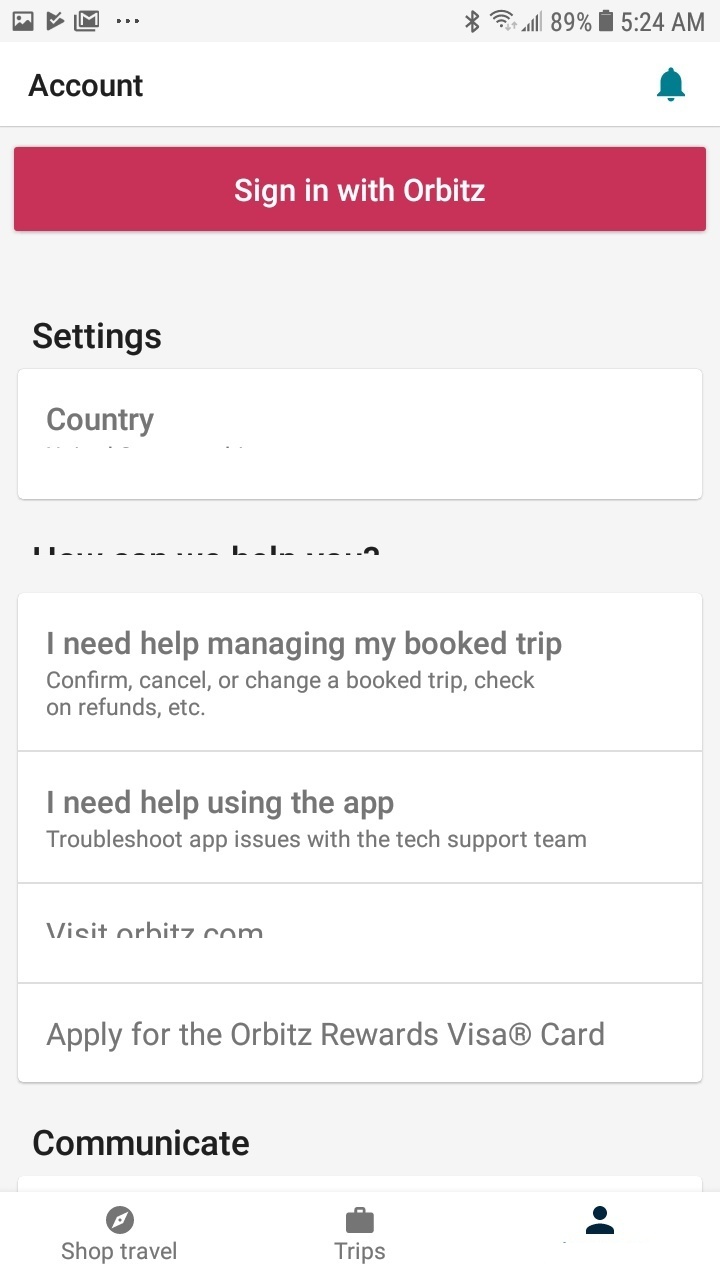 89% 5:24 AM
Account
Sign in with Orbitz
Settings
Country
How can we help you?
I need help managing my booked trip
Confirm, cancel, or change a booked trip, check
on refunds, etc.
I need help using the app
Troubleshoot app issues with the tech support team
Visit orbitz.com
Apply for the Orbitz Rewards Visa® Card
Communicate
Shop travel
Trips